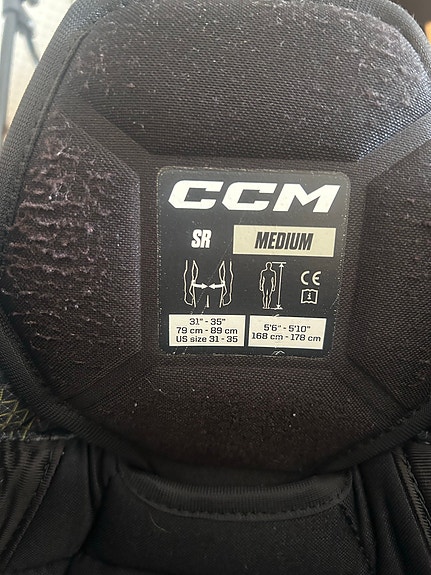 CCM
SR MEDIUM
CE
i
31" - 35"
79 cm - 89 cm
US size 31 - 35
5'6" - 5'10"
168 cm - 178 cm